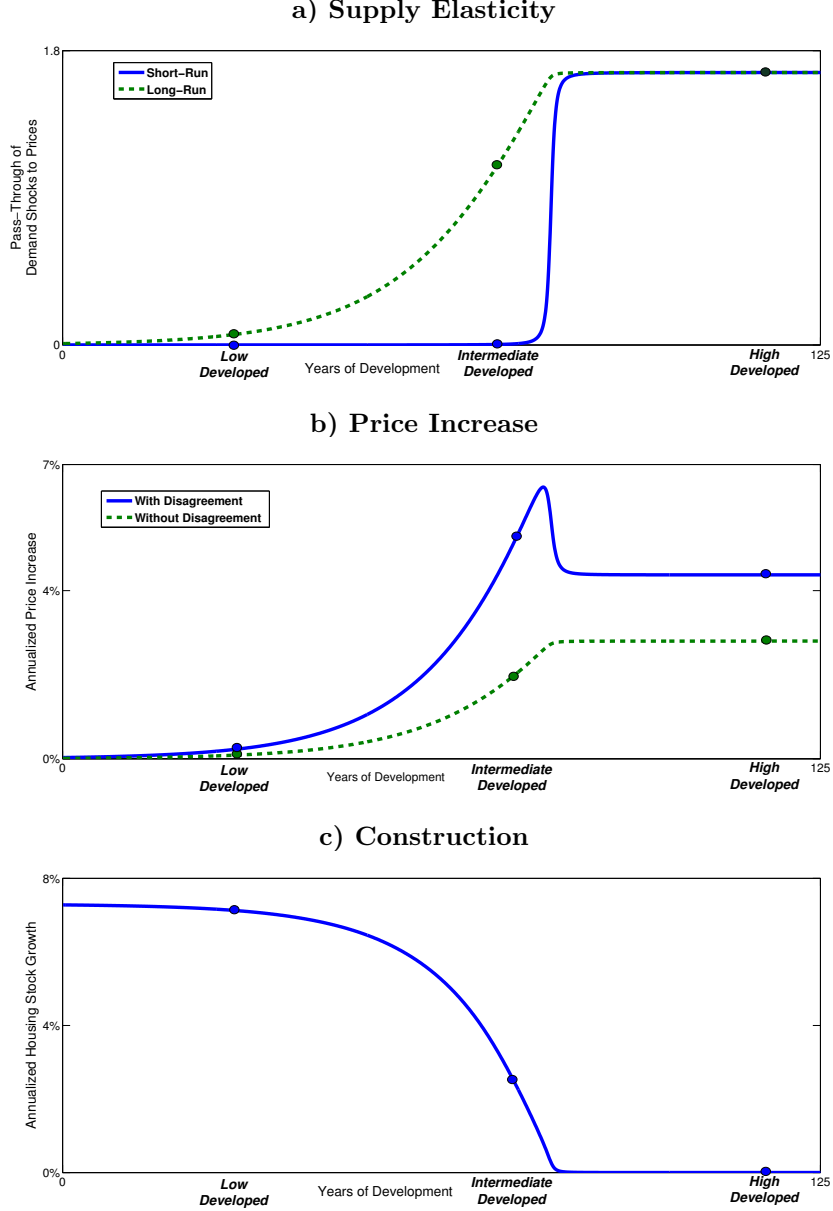 a) Supply Elasticity
1.8
Short-Run
Long-Run
Pass-Through of
Demand Shocks to Prices
0
0
Low
Developed
Years of Development
Intermediate
Developed
High
Developed
125
b) Price Increase
7%
With Disagreement
Without Disagreement
Annualized Price Increase
4%
0%
0
Low
Developed
Years of Development
Intermediate
Developed
High
Developed
125
c) Construction
8%
Annualized Housing Stock Growth
4%
0%
0
Low
Developed
Years of Development
Intermediate
Developed
High
Developed
125